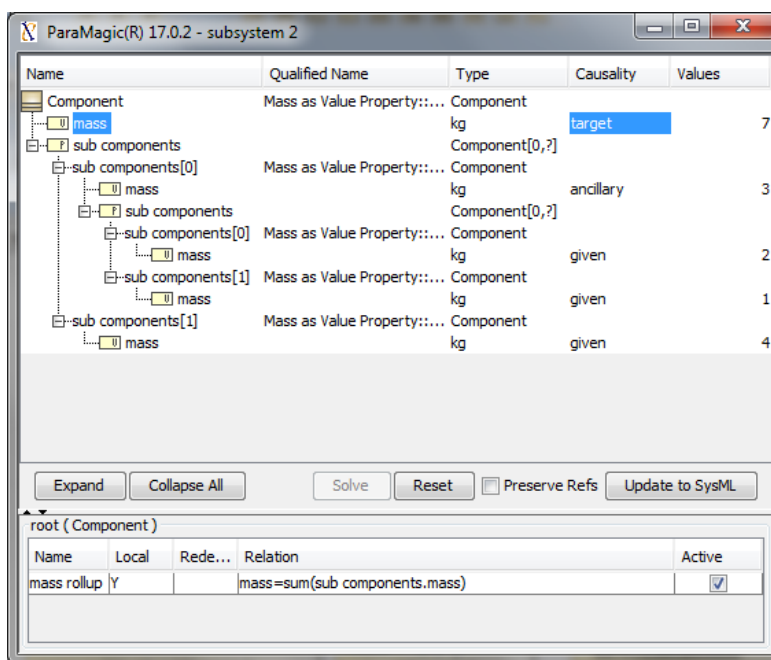 ParaMagic(R) 17.0.2 - subsystem 2
Name Qualified Name Type Causality Values
Component Mass as Value Property::... Component
mass kg target 7
sub components Component[0,?]
sub components[0] Mass as Value Property::... Component
mass kg ancillary 3
sub components Component[0,?]
sub components[0] Mass as Value Property::... Component
mass kg given 2
sub components[1] Mass as Value Property::... Component
mass kg given 1
sub components[1] Mass as Value Property::... Component
mass kg given 4
Expand Collapse All Solve Reset Preserve Refs Update to SysML
root ( Component )
Name Local Rede... Relation Active
mass rollup Y mass=sum(sub components.mass)